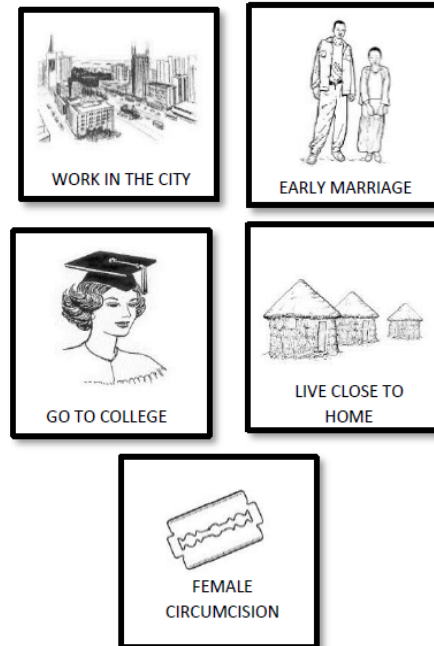 WORK IN THE CITY
EARLY MARRIAGE
GO TO COLLEGE
LIVE CLOSE TO
HOME
FEMALE
CIRCUMCISION